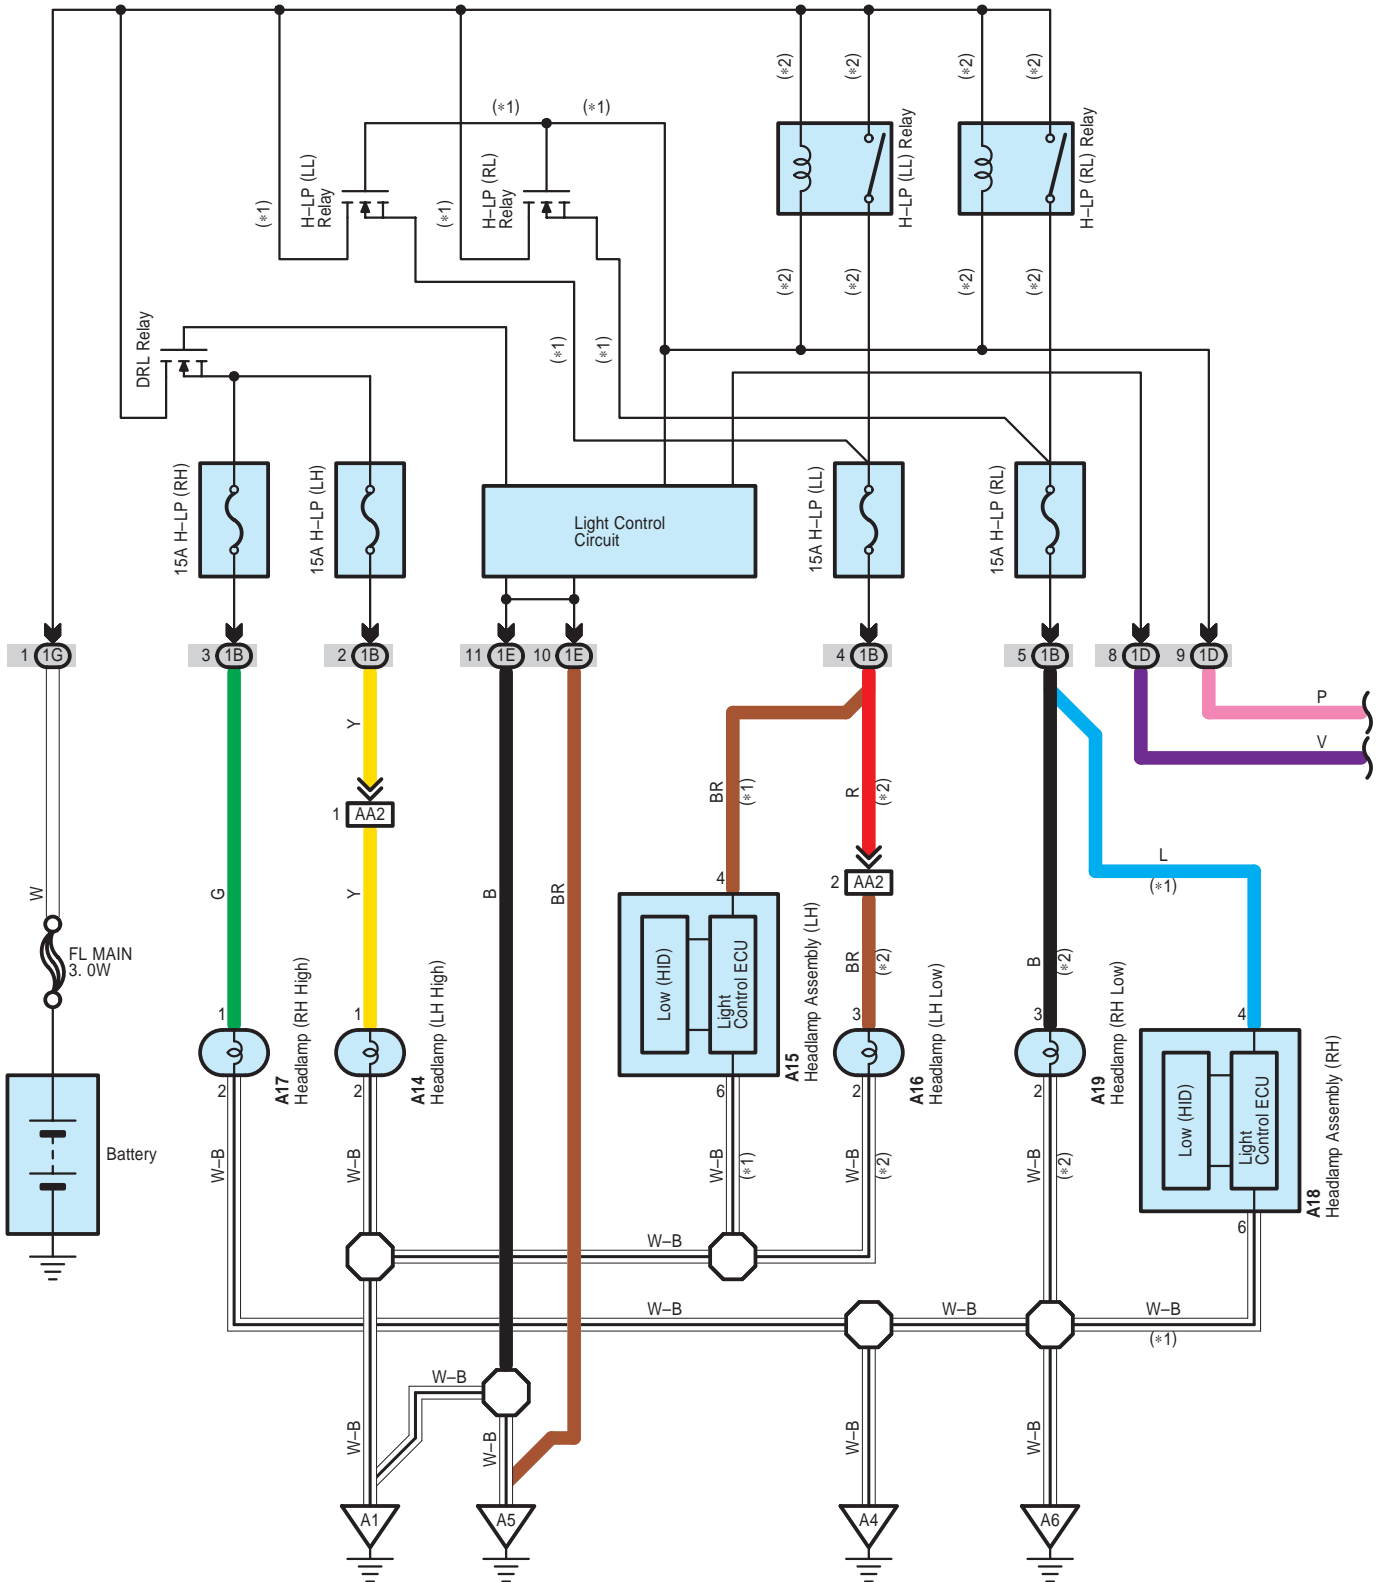 (*2)
(*2)
(*2)
(*2)
(*1)
(*1)
H–LP (LL)
Relay
H–LP (RL)
Relay
(*1)
(*1)
H–LP (LL) Relay
H–LP (RL) Relay
(*2)
(*2)
(*2)
(*2)
DRL Relay
(*1)
(*1)
15A H–LP (RH)
15A H–LP (LH)
Light Control
Circuit
15A H–LP (LL)
15A H–LP (RL)
1 1G
3 1B
2 1B
11 1E
10 1E
4 1B
5 1B
8 1D
9 1D
P
V
Y
BR
(*1)
R
(*2)
1 AA2
L
(*1)
2 AA2
4
W
G
Y
B
BR
FL MAIN
3. 0W
Low (HID)
Light
Control ECU
A15
Headlamp Assembly (LH)
BR
(*2)
B
(*2)
1
1
3
3
4
A17
Headlamp (RH High)
A14
Headlamp (LH High)
A16
Headlamp (LH Low)
A19
Headlamp (RH Low)
Low (HID)
Light
Control ECU
A18
Headlamp Assembly (RH)
2
2
6
2
2
6
Battery
W–B
W–B
W–B
(*1)
W–B
(*2)
W–B
(*2)
W–B
W–B
W–B
W–B
(*1)
W–B
W–B
W–B
W–B
W–B
A1
A5
A4
A6